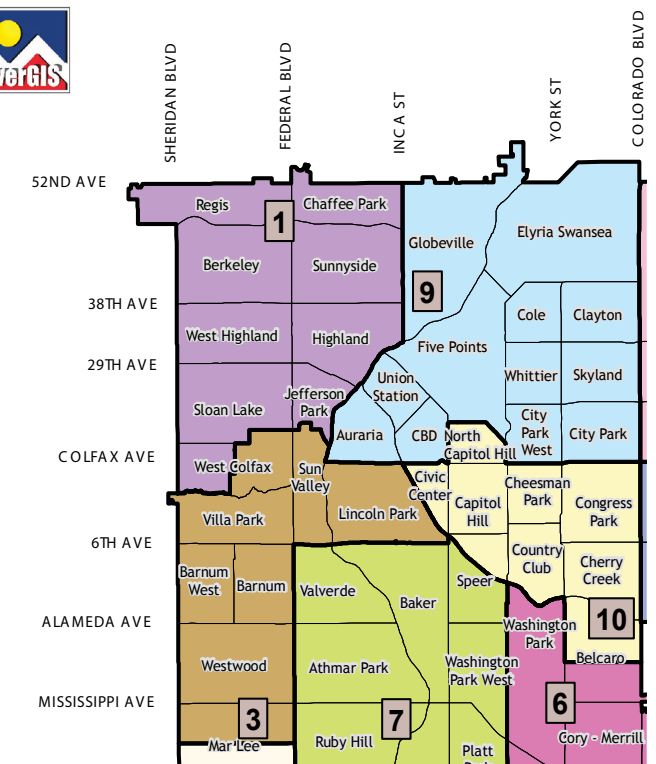 verGIS
SHERIDAN BLVD
FEDERAL BLVD
INCA ST
YORK ST
COLORADO BLVD
52ND AVE
Regis
Chaffee Park
1
Globeville
Elyria Swansea
Berkeley
Sunnyside
9
38TH AVE
Cole
Clayton
West Highland
Highland
Five Points
29TH AVE
Union
Station
Whittier
Skyland
Sloan Lake
Jefferson
Park
Auraria
CBD
North
Capitol Hill
City
Park
West
City Park
COLFAX AVE
West Colfax
Sun
Valley
Civic
Center
Capitol
Hill
Cheesman
Park
Congress
Park
Villa Park
Lincoln Park
6TH AVE
Barnum
West
Barnum
Valverde
Baker
Speer
Country
Club
Cherry
Creek
ALAMEDA AVE
10
Washington
Park
Belcaro
Westwood
Athmar Park
Washington
Park West
MISSISSIPPI AVE
3
7
6
Mar Lee
Ruby Hill
Platt
Cory - Merrill